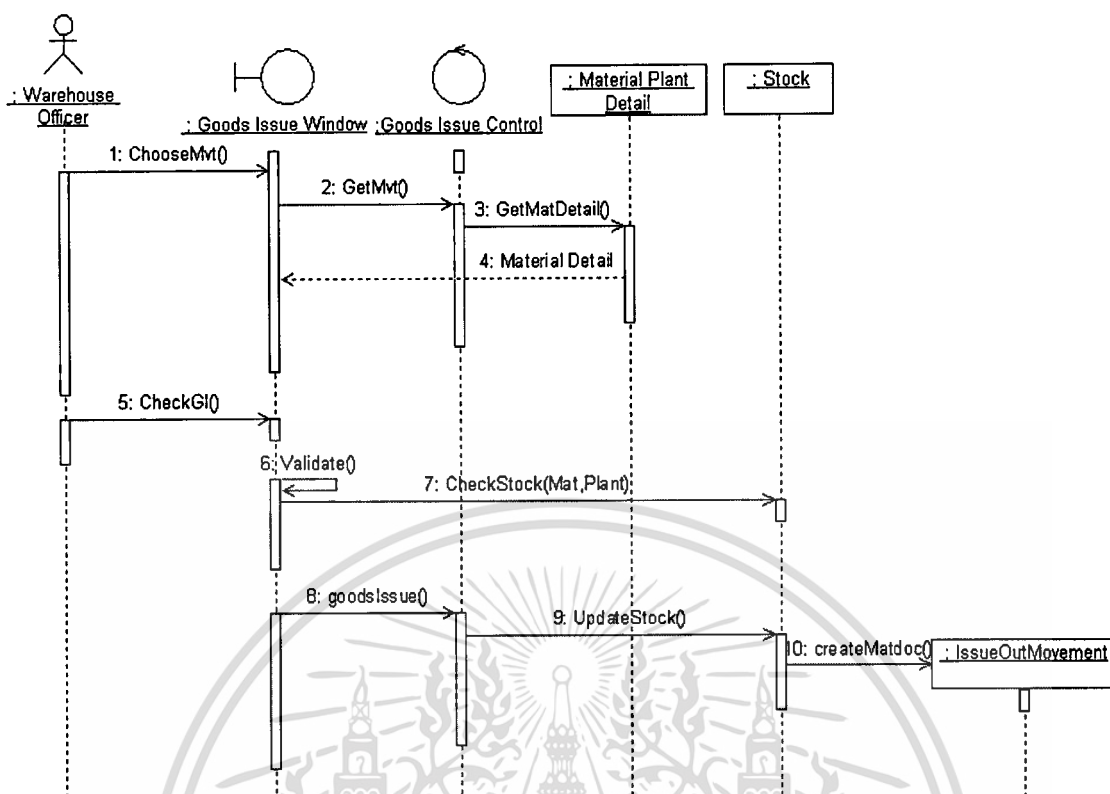 : Warehouse
Officer
: Goods Issue Window
:Goods Issue Control
: Material Plant
Detail
: Stock
1: ChooseMvt()
2: GetMvt()
3: GetMatDetail()
4: Material Detail
5: CheckGI()
6: Validate()
7: CheckStock(Mat,Plant)
8: goodsIssue()
9: UpdateStock()
10: createMatdoc()
: IssueOutMovement